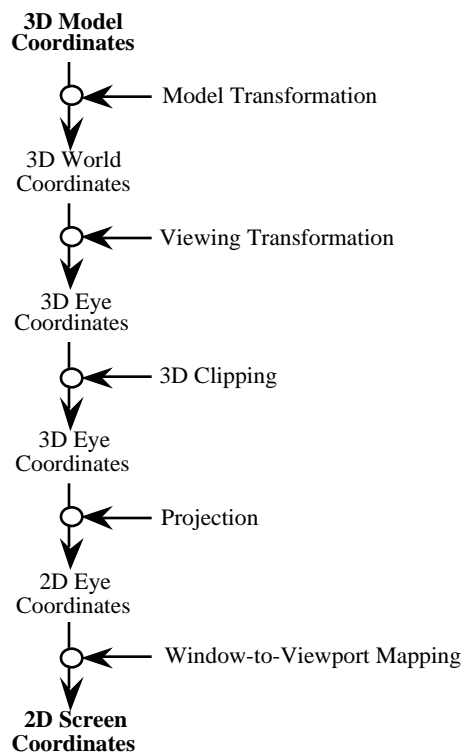 3D Model
Coordinates
Model Transformation
3D World
Coordinates
Viewing Transformation
3D Eye
Coordinates
3D Clipping
3D Eye
Coordinates
Projection
2D Eye
Coordinates
Window-to-Viewport Mapping
2D Screen
Coordinates